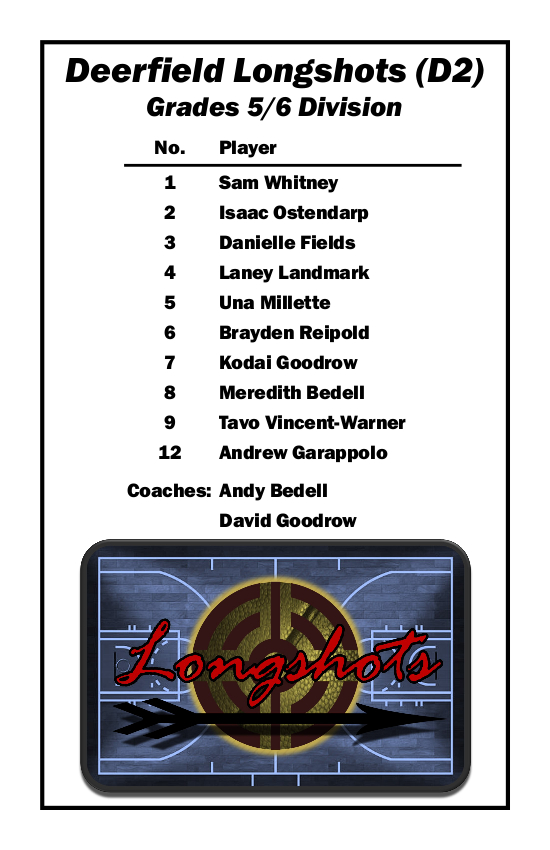 Deerfield Longshots (D2)
Grades 5/6 Division
No. Player
1 Sam Whitney
2 Isaac Ostendarp
3 Danielle Fields
4 Laney Landmark
5 Una Millette
6 Brayden Reipold
7 Kodai Goodrow
8 Meredith Bedell
9 Tavo Vincent-Warner
12 Andrew Garappolo
Coaches: Andy Bedell
David Goodrow
Longshots